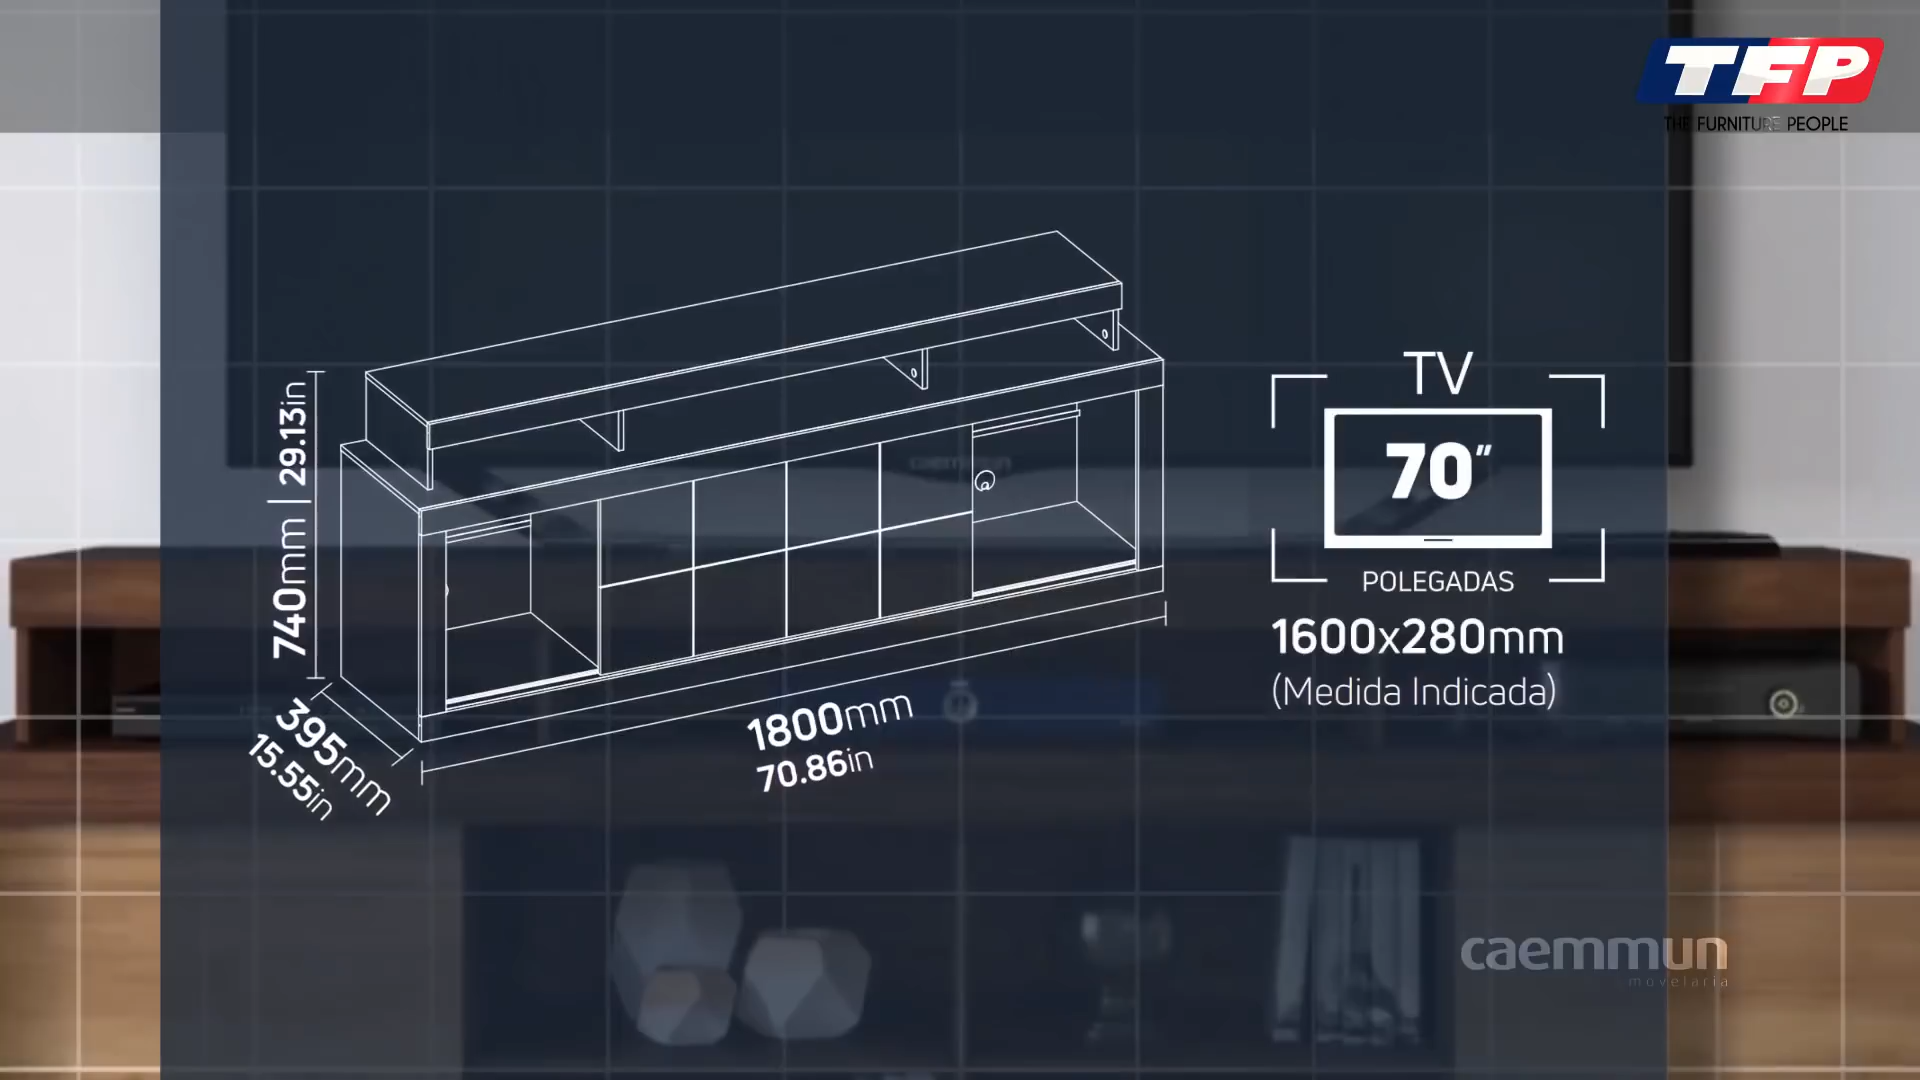 TFP
THE FURNITURE PEOPLE
740mm | 29.13in
395mm
15.55in
1800mm
70.86in
TV
70"
POLEGADAS
1600x280mm
(Medida Indicada)
caemmun
movelaria